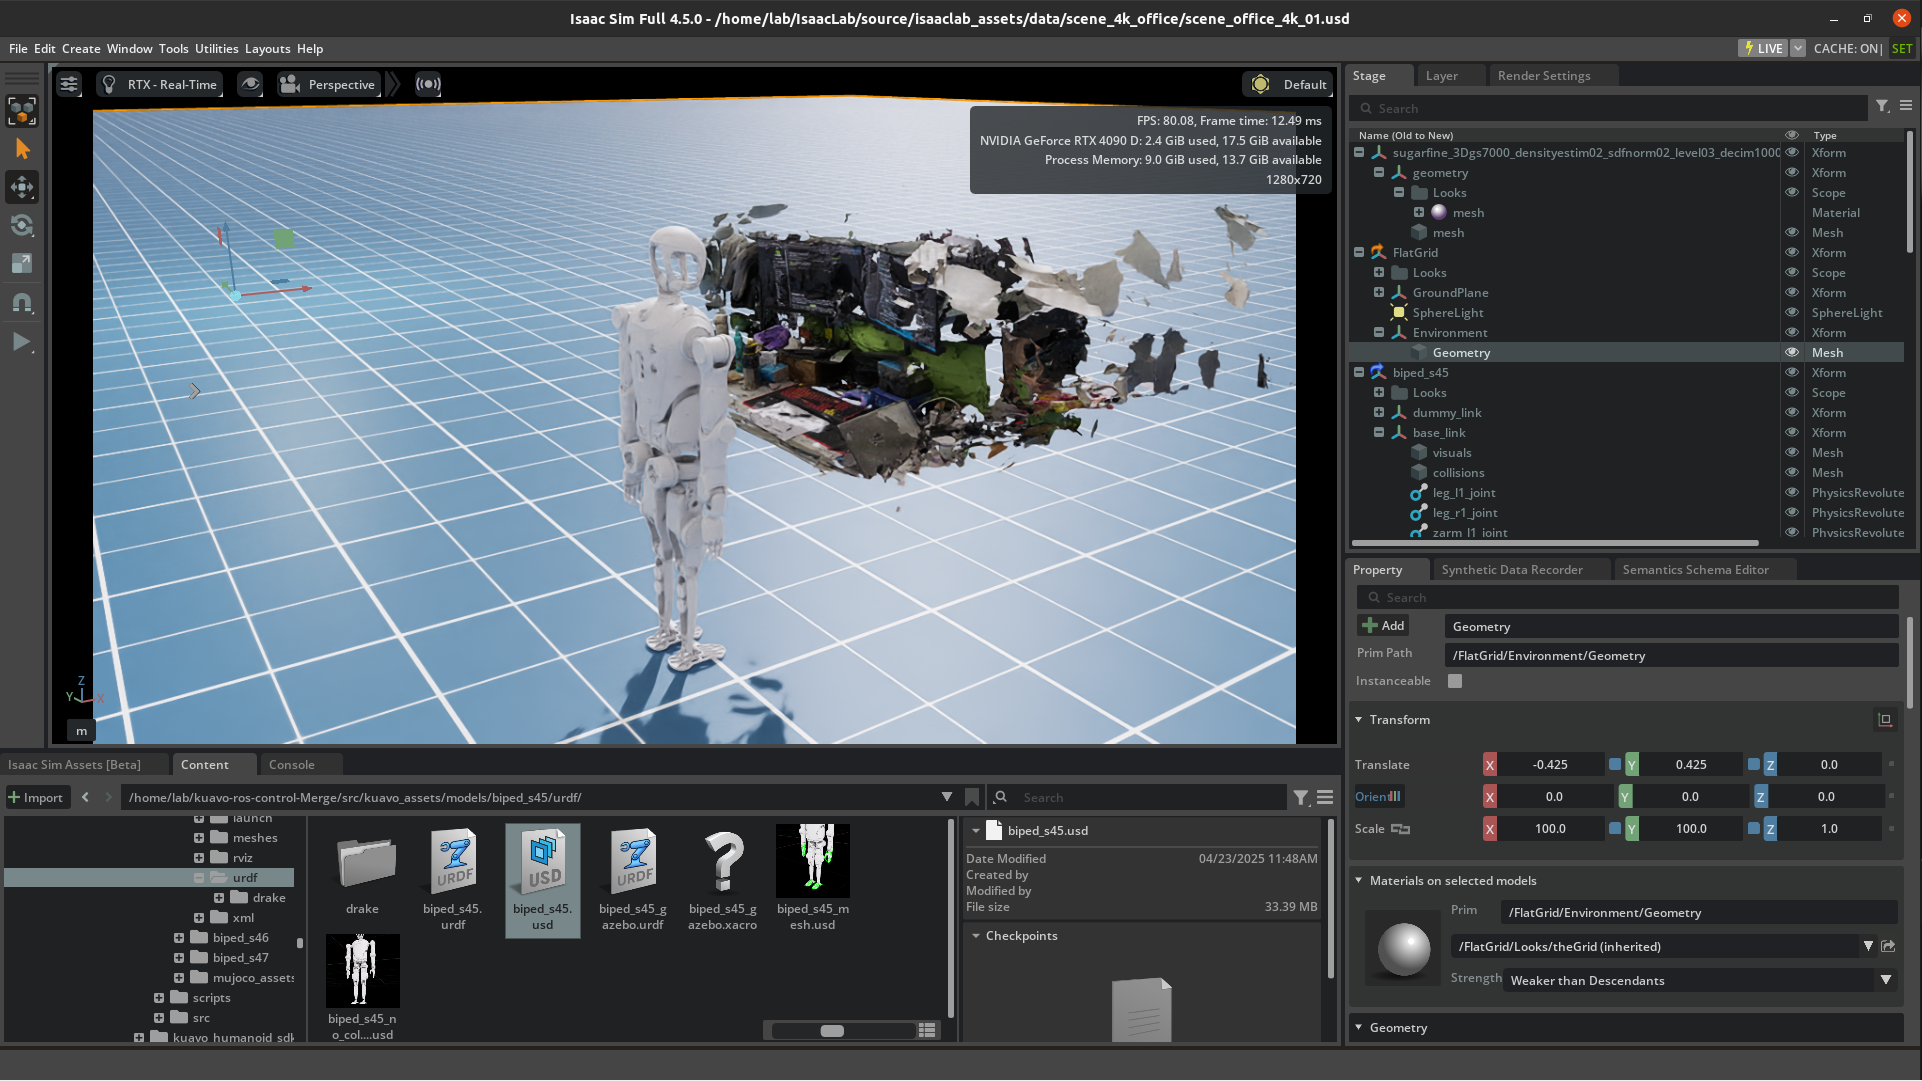 Isaac Sim Full 4.5.0 - /home/lab/IsaacLab/source/isaaclab_assets/data/scene_4k_office/scene_office_4k_01.usd
File Edit Create Window Tools Utilities Layouts Help
LIVE CACHE: ON| SET
RTX - Real-Time Perspective Default
FPS: 80.08, Frame time: 12.49 ms
NVIDIA GeForce RTX 4090 D: 2.4 GiB used, 17.5 GiB available
Process Memory: 9.0 GiB used, 13.7 GiB available
1280x720
Z
Y X
m
Stage Layer Render Settings
Search
Name (Old to New) Type
sugarfine_3Dgs7000_densityestim02_sdfnorm02_level03_decim1000 Xform
geometry Xform
Looks Scope
mesh Material
mesh Mesh
FlatGrid Xform
Looks Scope
GroundPlane Xform
SphereLight SphereLight
Environment Xform
Geometry Mesh
biped_s45 Xform
Looks Scope
dummy_link Xform
base_link Xform
visuals Mesh
collisions Mesh
leg_l1_joint PhysicsRevolute
leg_r1_joint PhysicsRevolute
zarm_l1_joint PhysicsRevolute
Property Synthetic Data Recorder Semantics Schema Editor
Search
Add Geometry
Prim Path /FlatGrid/Environment/Geometry
Instanceable
Transform
Translate X -0.425 Y 0.425 Z 0.0
Orient X 0.0 Y 0.0 Z 0.0
Scale X 100.0 Y 100.0 Z 1.0
Materials on selected models
Prim /FlatGrid/Environment/Geometry
/FlatGrid/Looks/theGrid (inherited)
Strength Weaker than Descendants
Geometry
Isaac Sim Assets [Beta] Content Console
Import /home/lab/kuavo-ros-control-Merge/src/kuavo_assets/models/biped_s45/urdf/ Search
launch
meshes
rviz
urdf
drake
xml
biped_s46
biped_s47
mujoco_assets
scripts
src
kuavo_humanoid_sdk
URDF USD URDF
drake
biped_s45.
urdf
biped_s45.
usd
biped_s45_g
azebo.urdf
biped_s45_g
azebo.xacro
biped_s45_m
esh.usd
biped_s45_n
o_col....usd
biped_s45.usd
Date Modified 04/23/2025 11:48AM
Created by
Modified by
File size 33.39 MB
Checkpoints